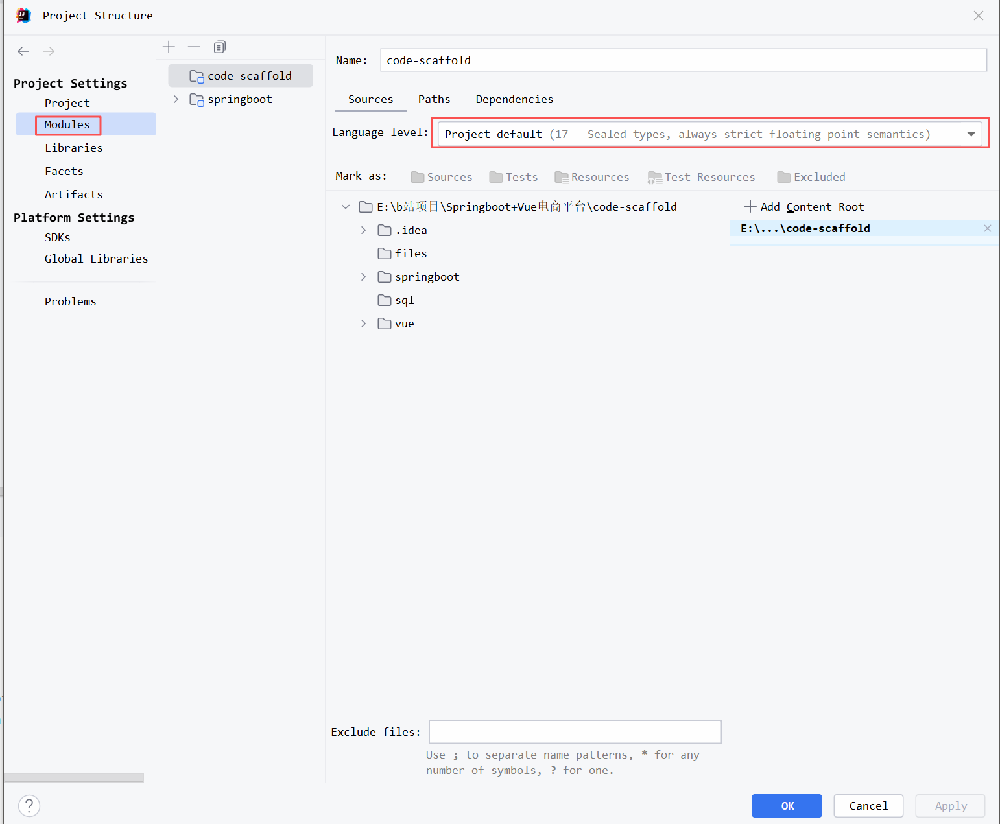 Project Structure
Project Settings
Project
Modules
Libraries
Facets
Artifacts
Platform Settings
SDKs
Global Libraries
Problems
code-scaffold
springboot
Name: code-scaffold
Sources Paths Dependencies
Language level: Project default (17 - Sealed types, always-strict floating-point semantics)
Mark as: Sources Tests Resources Test Resources Excluded
E:\b站项目\Springboot+Vue电商平台\code-scaffold
.idea
files
springboot
sql
vue
Add Content Root
E:\...\code-scaffold
Exclude files:
Use ; to separate name patterns, * for any
number of symbols, ? for one.
? OK Cancel Apply